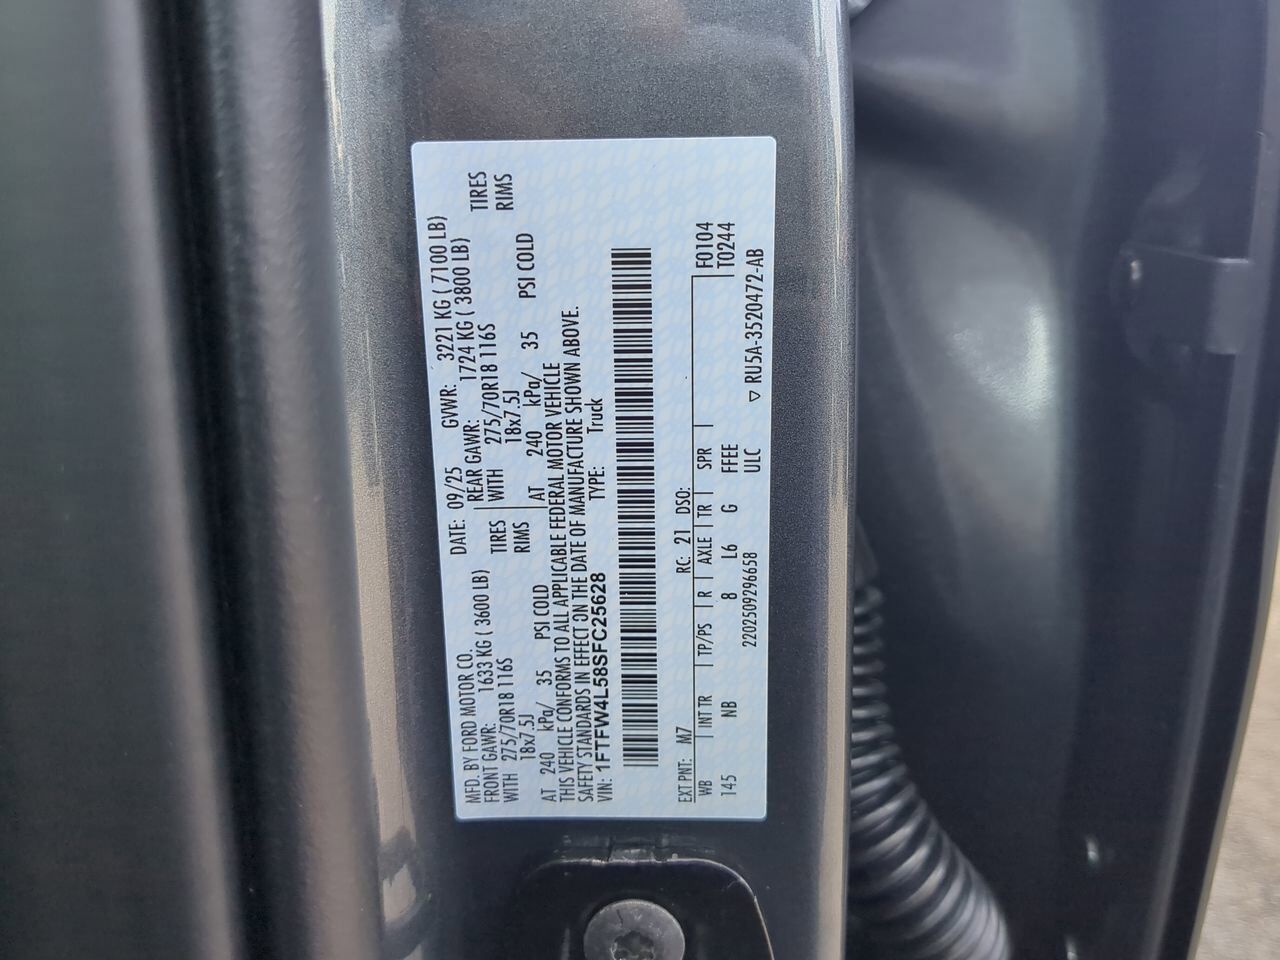 MFD. BY FORD MOTOR CO.
DATE: 09/25 GVWR: 3221 KG ( 7100 LB)
FRONT GAWR: 1633 KG ( 3600 LB) REAR GAWR: 1724 KG ( 3800 LB)
WITH 275/70R18 116S TIRES WITH 275/70R18 116S TIRES
18x7.5J RIMS 18x7.5J RIMS
AT 240 kPa/ 35 PSI COLD AT 240 kPa/ 35 PSI COLD
THIS VEHICLE CONFORMS TO ALL APPLICABLE FEDERAL MOTOR VEHICLE
SAFETY STANDARDS IN EFFECT ON THE DATE OF MANUFACTURE SHOWN ABOVE.
VIN: 1FTFW4L58SFC25628 TYPE: Truck
EXT PNT: M7 RC: 21 DSO:
WB | INT TR | TP/PS | R | AXLE | TR | SPR | F0104
145 NB 8 L6 G FFEE T0244
2202509296658 ULC ▽ RU5A-3520472-AB